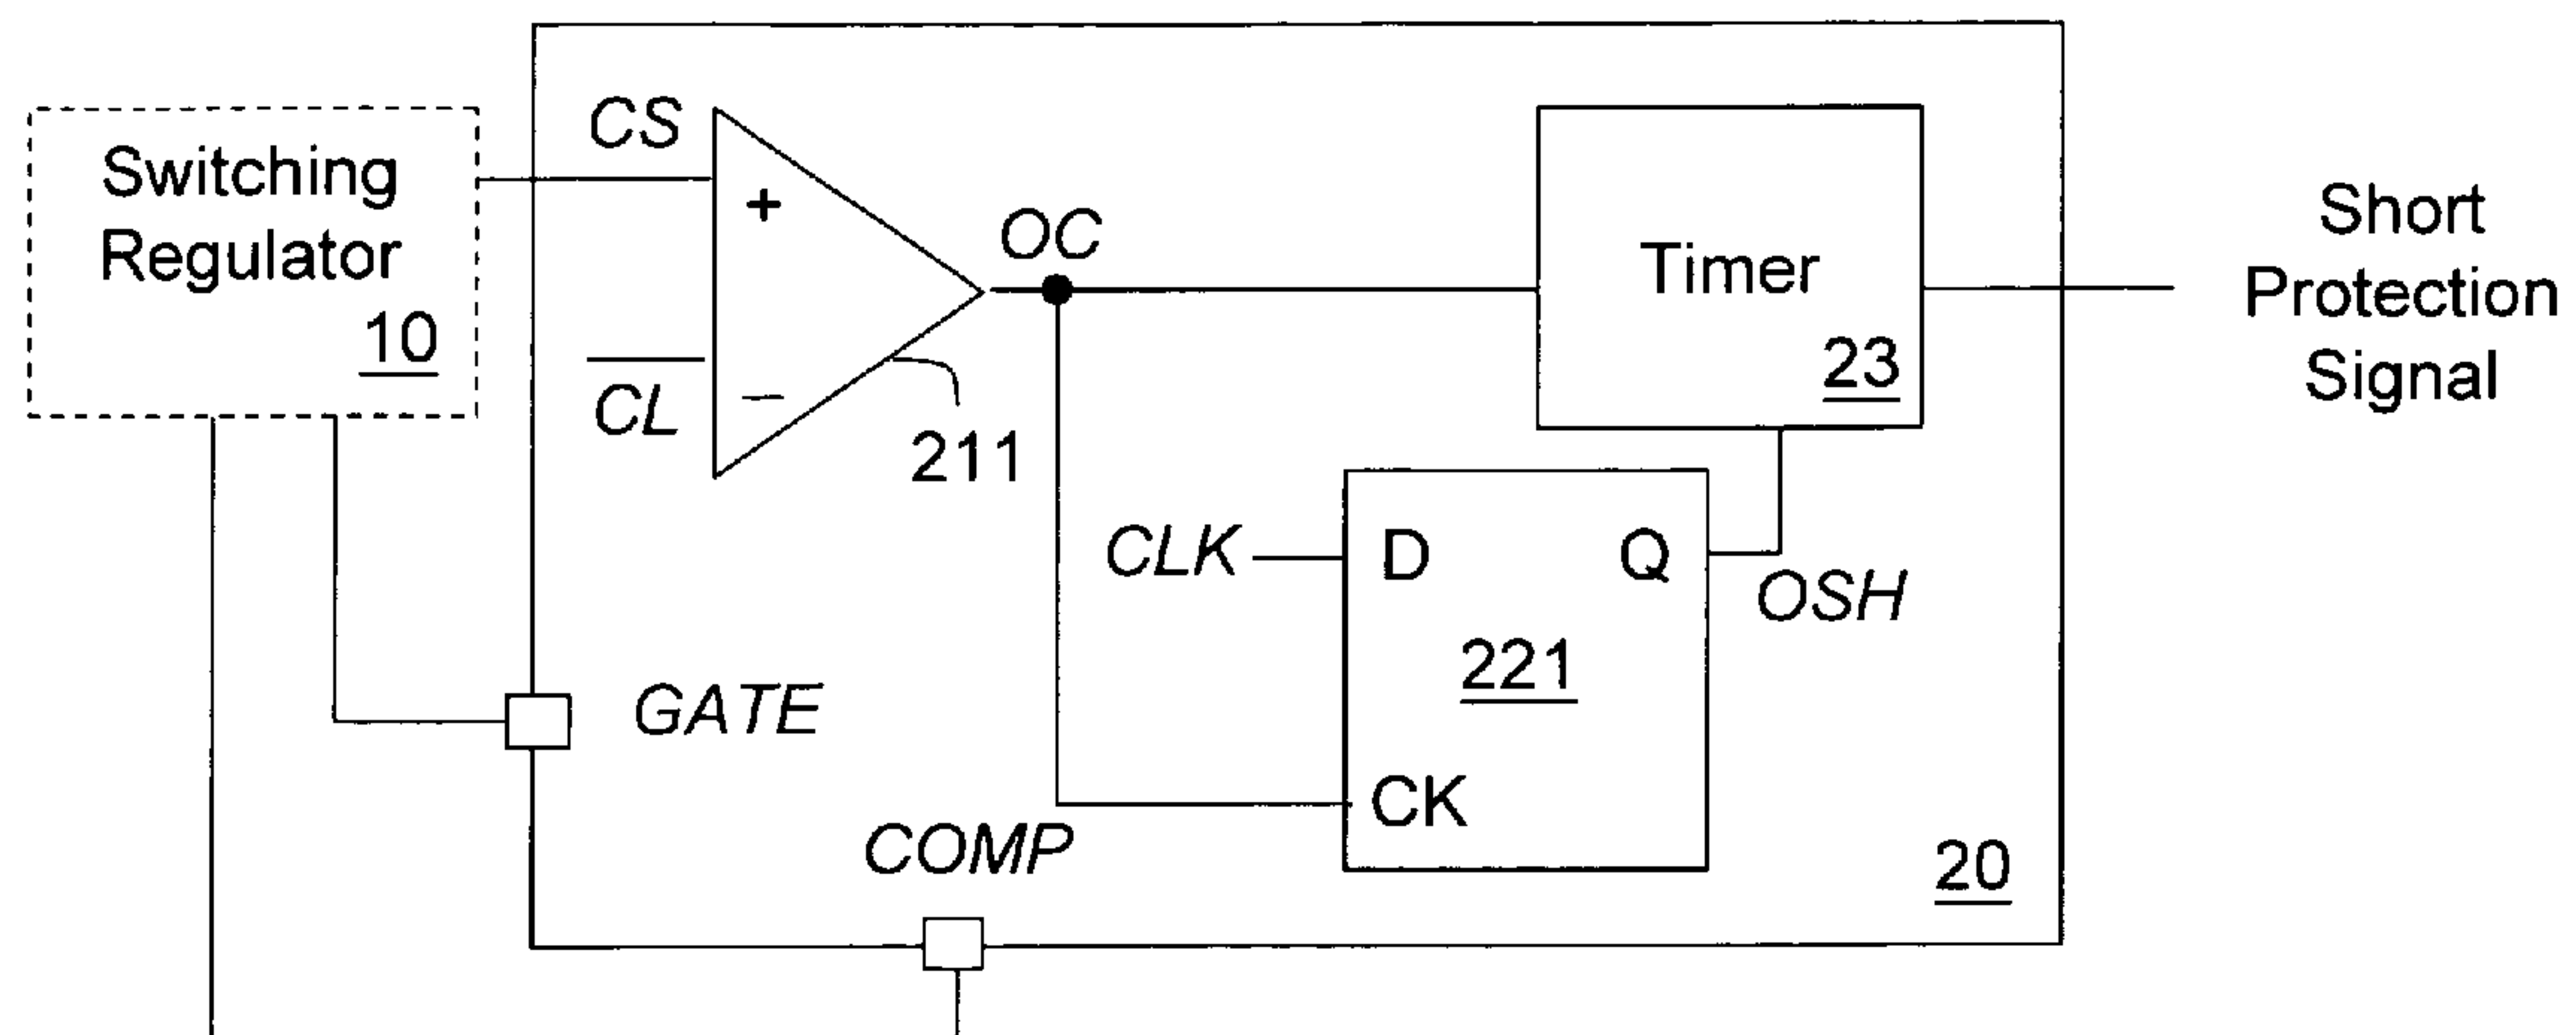 Switching
Regulator
10
CS
+
CL
−
211
OC
Timer
23
Short
Protection
Signal
CLK
D
Q
OSH
221
CK
GATE
COMP
20